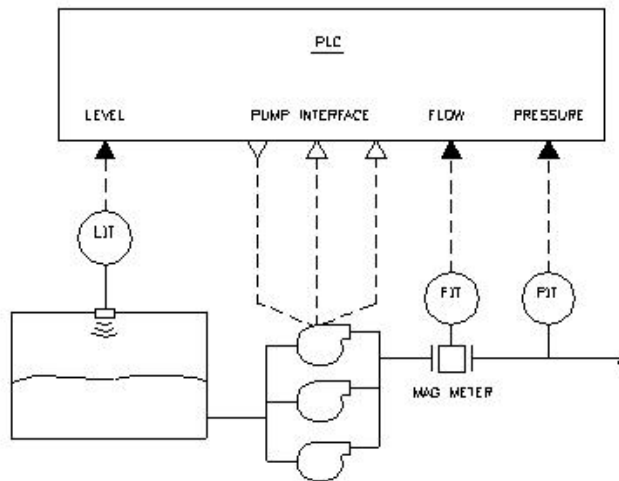 PLC
LEVEL PUMP INTERFACE FLOW PRESSURE
LIT
FIT PIT
MAG METER